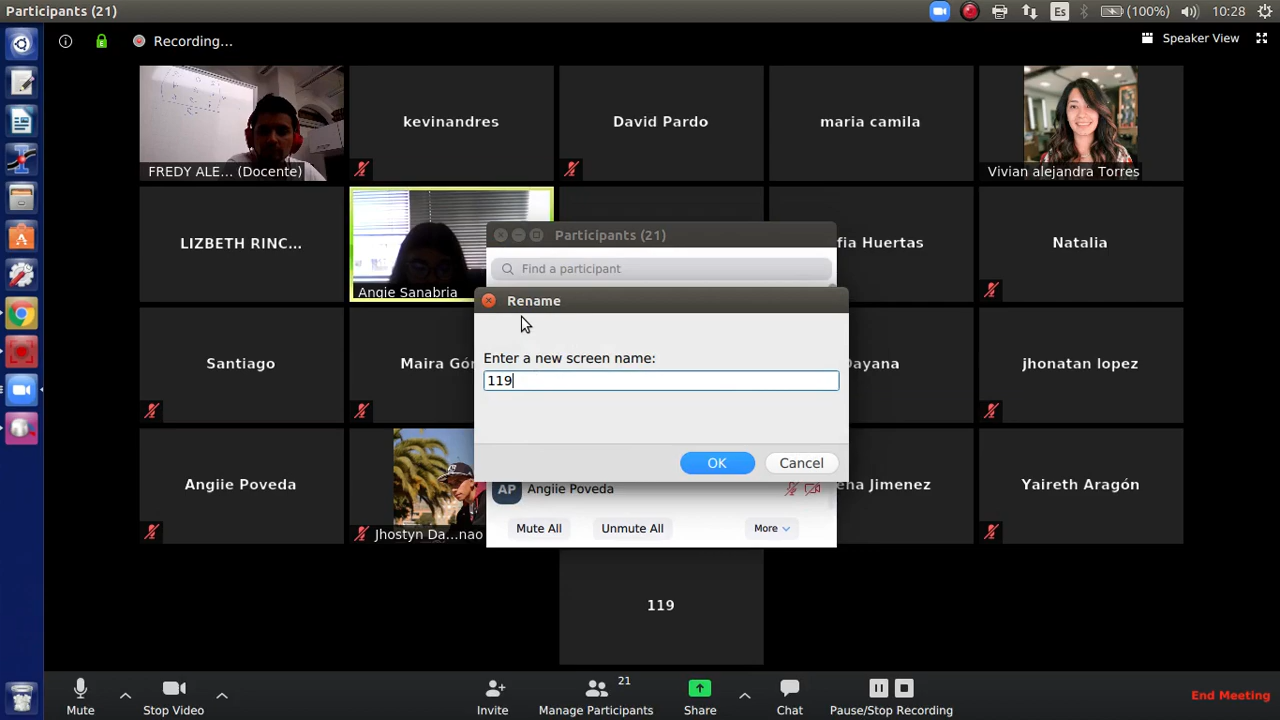 Participants (21)
Es
(100%)
10:28
Recording...
Speaker View
FREDY ALE... (Docente)
kevinandres
David Pardo
maria camila
Vivian alejandra Torres
LIZBETH RINC...
Angie Sanabria
Participants (21)
fia Huertas
Natalia
Find a participant
Rename
Enter a new screen name:
119
OK
Cancel
Santiago
Maira Gór
Dayana
jhonatan lopez
Angiie Poveda
Jhostyn Da...nao
AP
Angiie Poveda
ena Jimenez
Yaireth Aragón
Mute All
Unmute All
More
119
Mute
Stop Video
Invite
21
Manage Participants
Share
Chat
Pause/Stop Recording
End Meeting